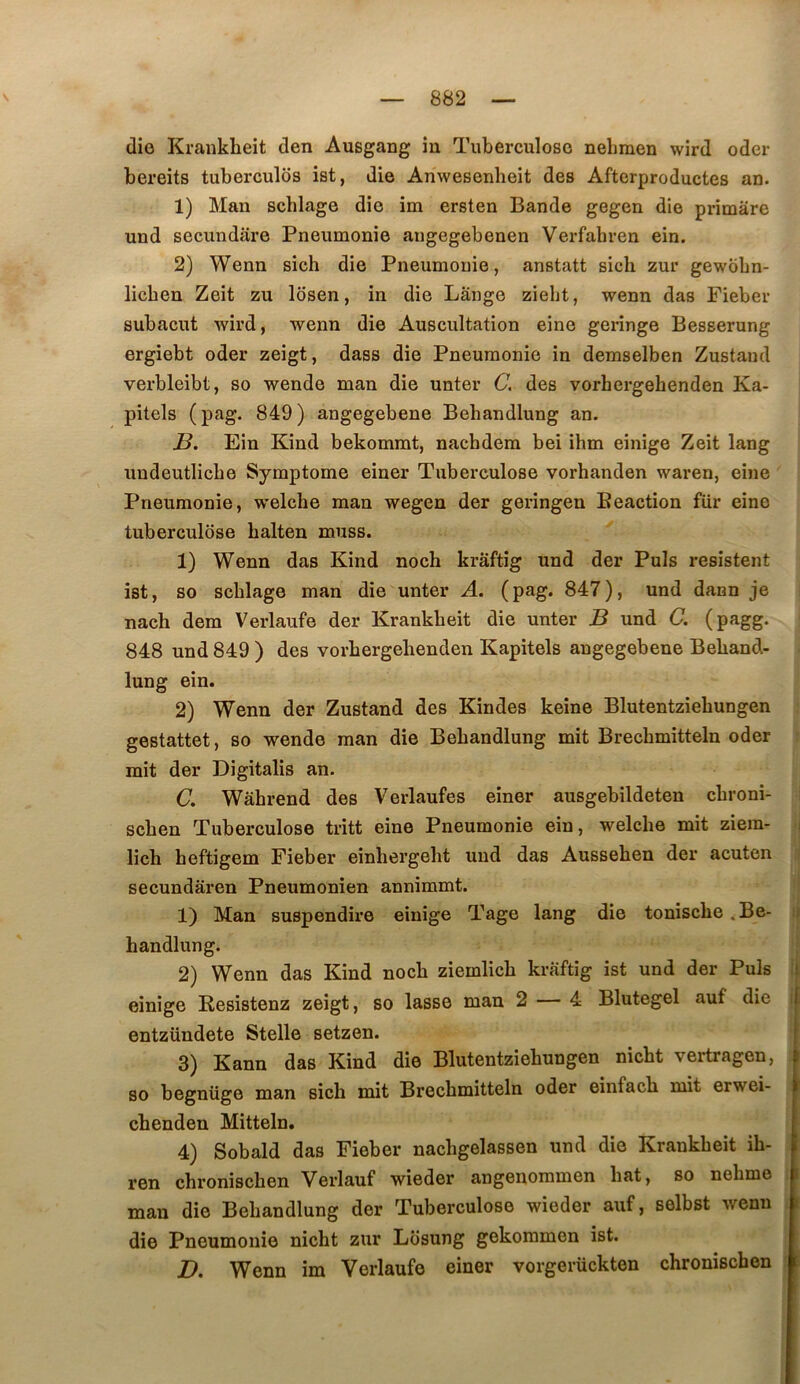 — 882 —
die Krankheit den Ausgang in Tuberculose nehmen wird oder
bereits tuberculös ist, die Anwesenheit des Afterproductes an.
1) Man schlage die im ersten Bande gegen die primäre
und secundäre Pneumonie angegebenen Verfahren ein.
2) Wenn sich die Pneumonie, anstatt sich zur gewöhn-
lichen Zeit zu lösen, in die Länge zieht, wenn das Fieber
subacut wird, wenn die Auscultation eine geringe Besserung
ergiebt oder zeigt, dass die Pneumonie in demselben Zustand
verbleibt, so wende man die unter C. des vorhergehenden Ka-
pitels (pag. 849) angegebene Behandlung an.
B. Ein Kind bekommt, nachdem bei ihm einige Zeit lang
undeutliche Symptome einer Tuberculose vorhanden waren, eine
Pneumonie, welche man wegen der geringen Reaction für eine
tuberculöse halten muss.
1) Wenn das Kind noch kräftig und der Puls resistent
ist, so schlage man die unter A. (pag. 847), und dann je
nach dem Verlaufe der Krankheit die unter B und C. (pagg.
848 und 849 ) des vorhergehenden Kapitels angegebene Behand-
lung ein.
2) Wenn der Zustand des Kindes keine Blutentziehungen
gestattet, so wende man die Behandlung mit Brechmitteln oder
mit der Digitalis an.
C. Während des Verlaufes einer ausgebildeten chroni-
schen Tuberculose tritt eine Pneumonie ein, welche mit ziem-
lich heftigem Fieber einhergeht und das Aussehen der acuten
secundären Pneumonien annimmt.
1) Man suspendire einige Tage lang die tonische Be-
handlung.
2) Wenn das Kind noch ziemlich kräftig ist und der Puls
einige Resistenz zeigt, so lasse man 2 — 4 Blutegel auf die
entzündete Stelle setzen.
3) Kann das Kind die Blutentziehungen nicht vertragen,
so begnüge man sich mit Brechmitteln oder einfach mit erwei-
chenden Mitteln.
4) Sobald das Fieber nachgelassen und die Krankheit ih-
ren chronischen Verlauf wieder angenommen hat, so nehme
man die Behandlung der Tuberculose wieder auf, selbst wenn
die Pneumonie nicht zur Lösung gekommen ist.
D. Wenn im Verlaufe einer vorgerückten chronischen